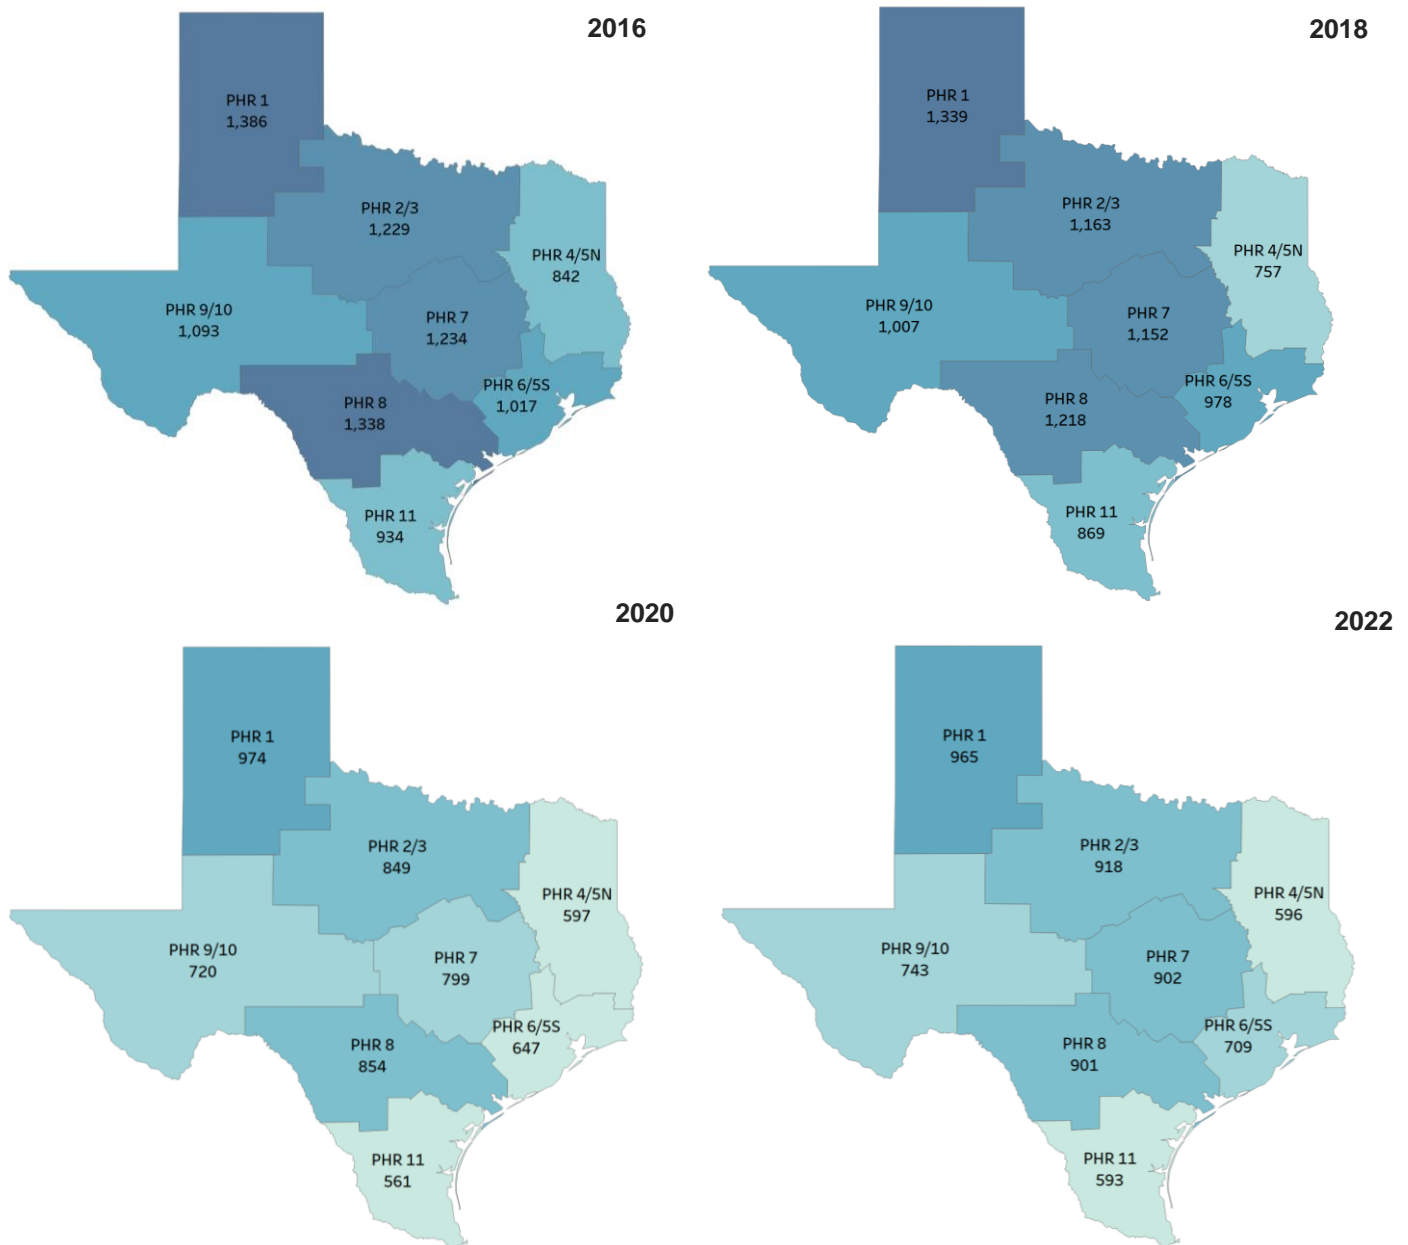 2016
PHR 1
1,386
PHR 2/3
1,229
PHR 4/5N
842
PHR 9/10
1,093
PHR 7
1,234
PHR 6/5S
1,017
PHR 8
1,338
PHR 11
934
2018
PHR 1
1,339
PHR 2/3
1,163
PHR 4/5N
757
PHR 9/10
1,007
PHR 7
1,152
PHR 6/5S
978
PHR 8
1,218
PHR 11
869
2020
PHR 1
974
PHR 2/3
849
PHR 4/5N
597
PHR 9/10
720
PHR 7
799
PHR 6/5S
647
PHR 8
854
PHR 11
561
2022
PHR 1
965
PHR 2/3
918
PHR 4/5N
596
PHR 9/10
743
PHR 7
902
PHR 6/5S
709
PHR 8
901
PHR 11
593